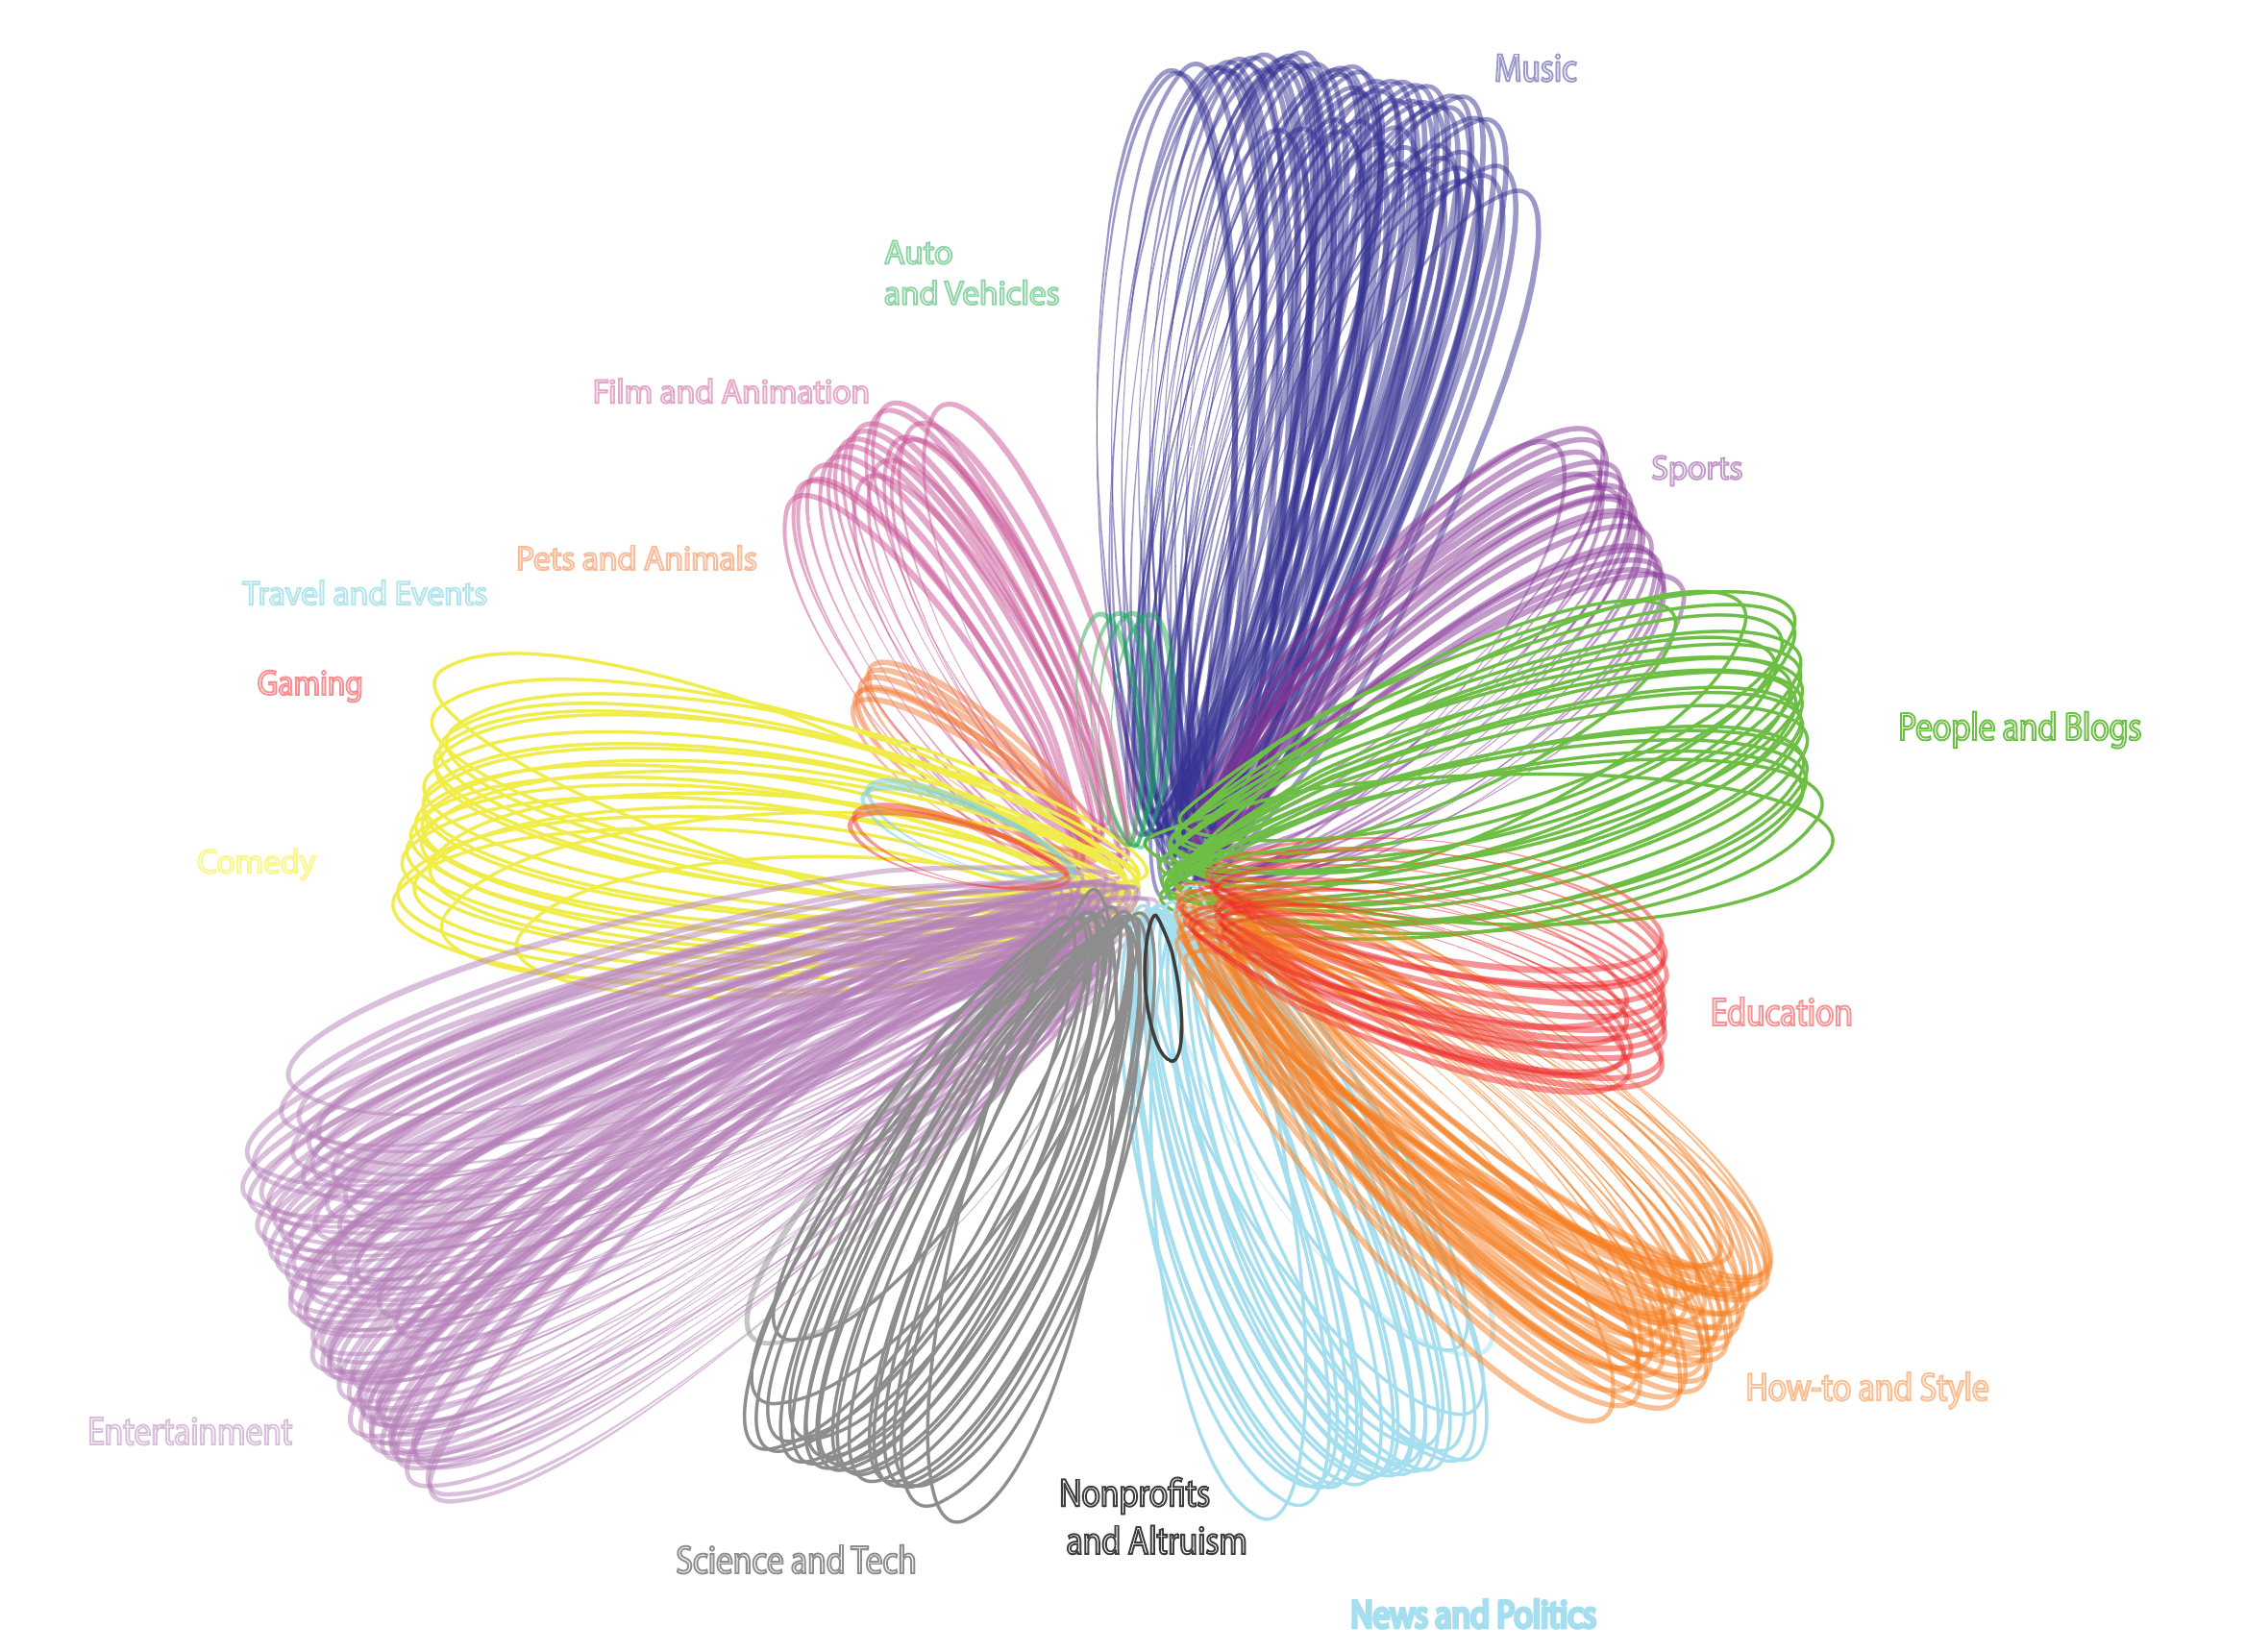 Music
Auto
and Vehicles
Film and Animation
Sports
Pets and Animals
Travel and Events
Gaming
People and Blogs
Comedy
Education
How-to and Style
Entertainment
Nonprofits
and Altruism
Science and Tech
News and Politics